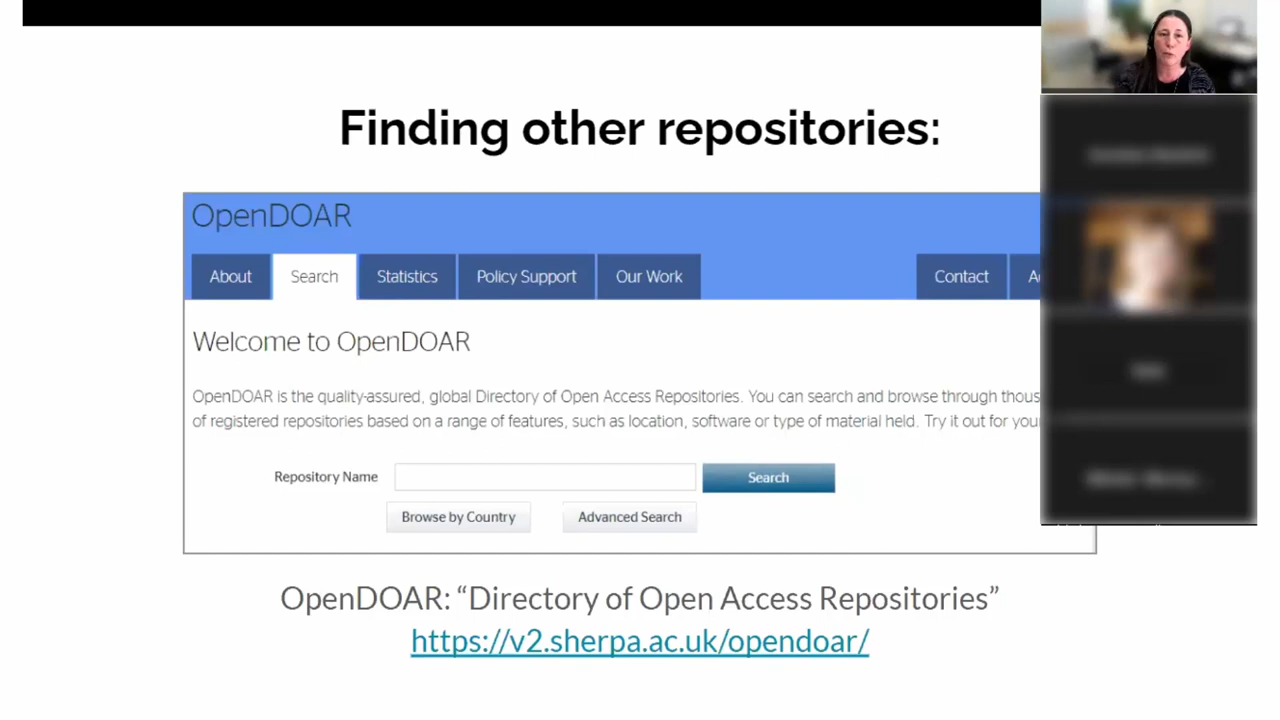 Finding other repositories:
OpenDOAR
About Search Statistics Policy Support Our Work Contact
Welcome to OpenDOAR
OpenDOAR is the quality-assured, global Directory of Open Access Repositories. You can search and browse through
of registered repositories based on a range of features, such as location, software or type of material held. Try it out for
Repository Name Search
Browse by Country Advanced Search
OpenDOAR: “Directory of Open Access Repositories”
https://v2.sherpa.ac.uk/opendoar/